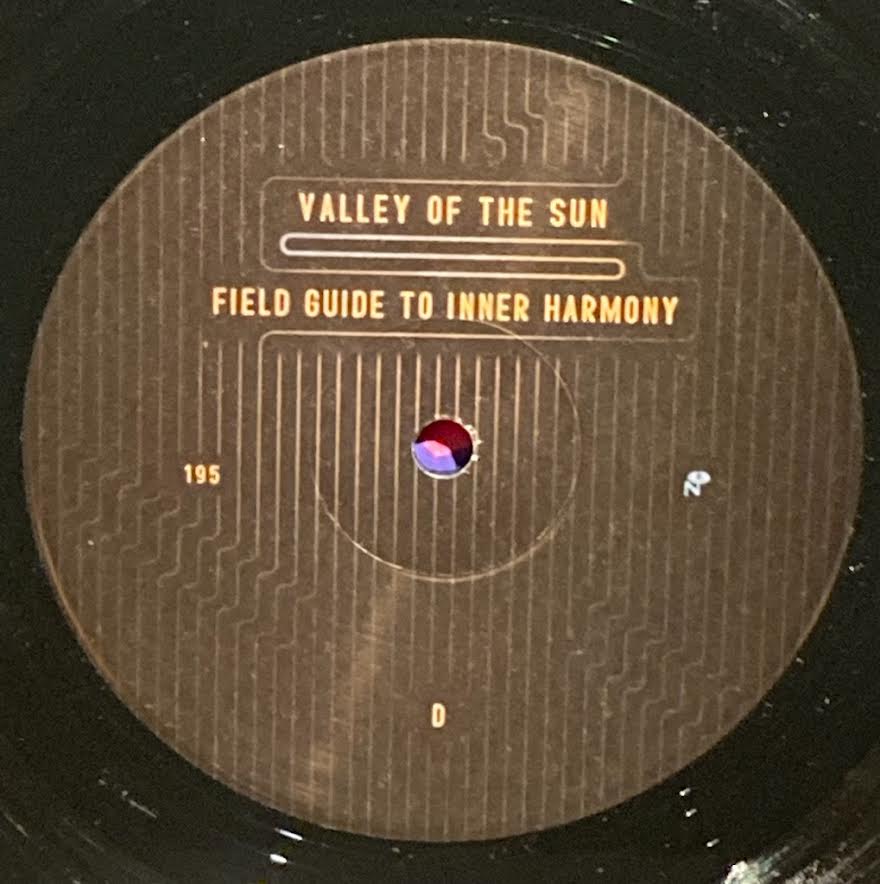 VALLEY OF THE SUN
FIELD GUIDE TO INNER HARMONY
195
D